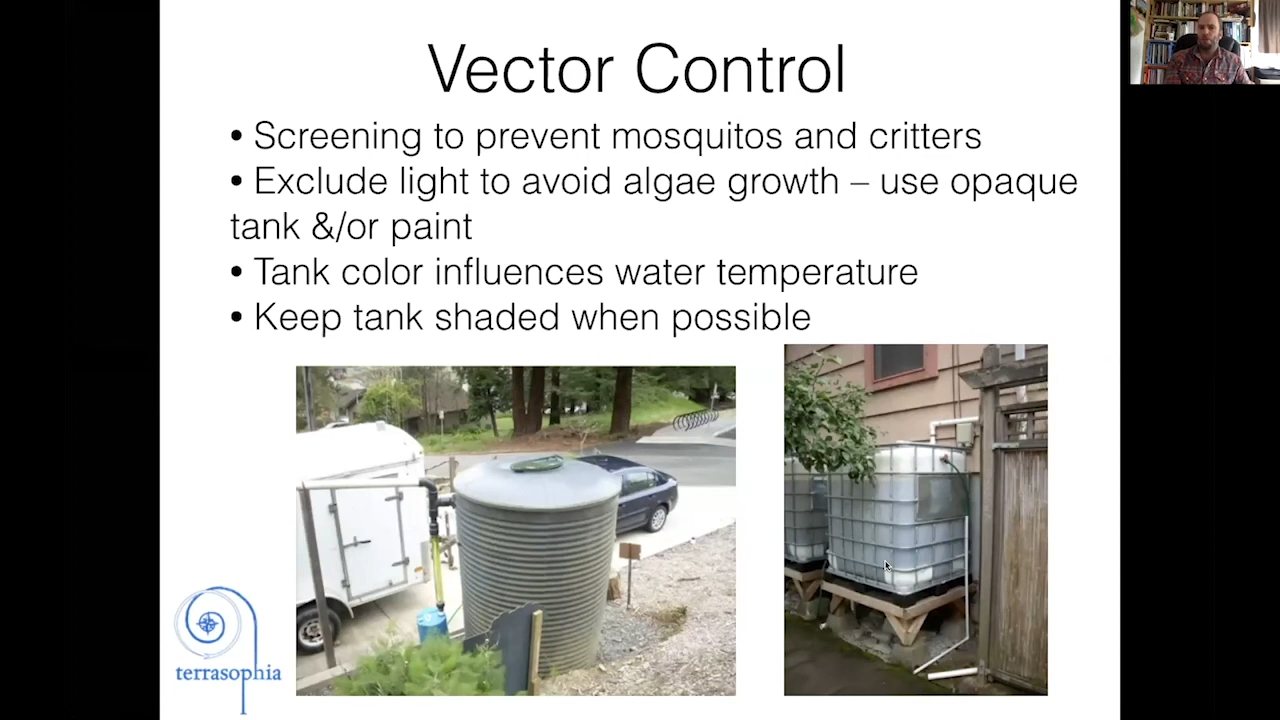 Vector Control
• Screening to prevent mosquitos and critters
• Exclude light to avoid algae growth – use opaque
tank &/or paint
• Tank color influences water temperature
• Keep tank shaded when possible
terrasophia